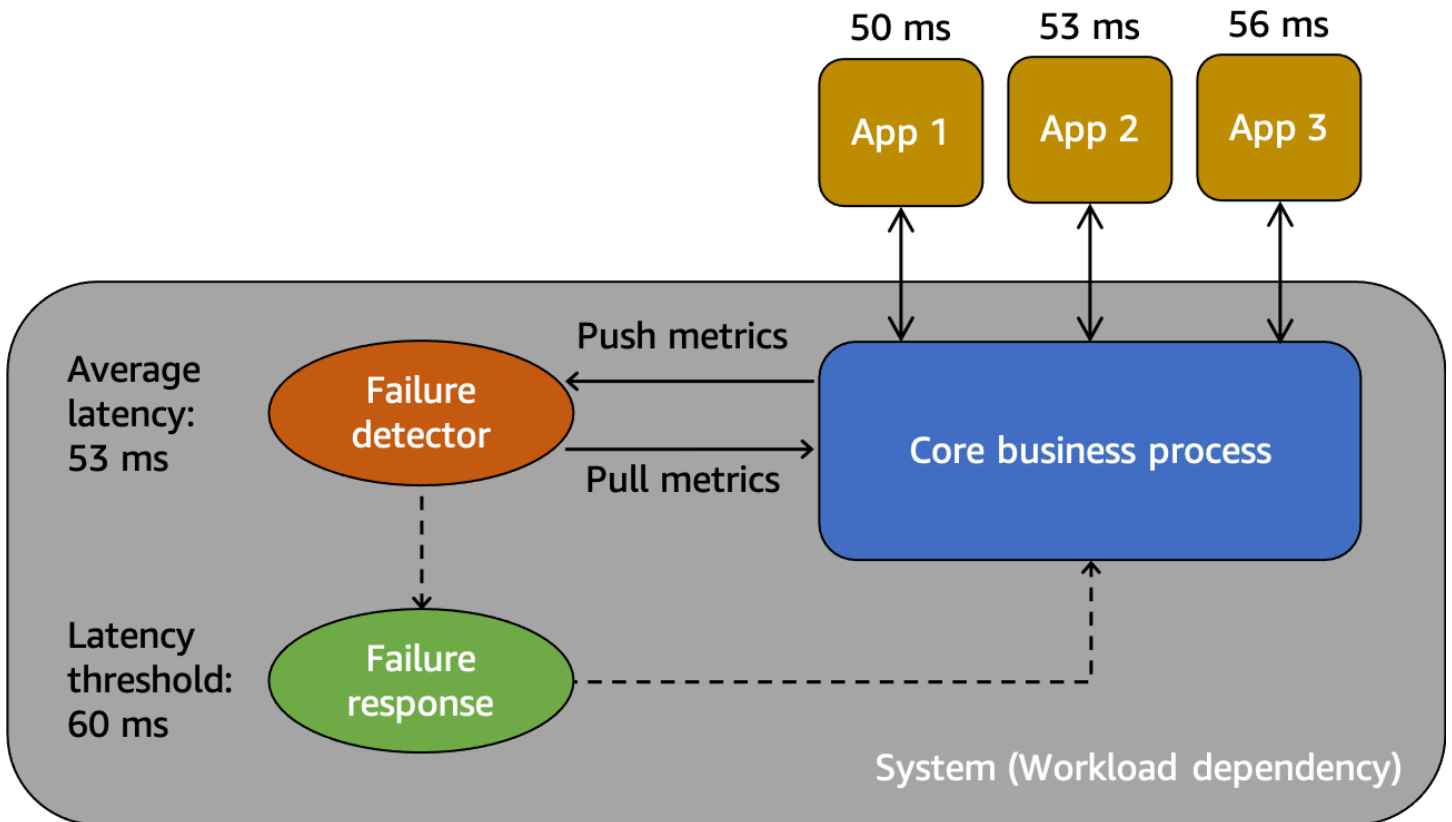 50 ms
53 ms
56 ms
App 1
App 2
App 3
Push metrics
Average
latency:
53 ms
Failure
detector
Pull metrics
Core business process
Latency
threshold:
60 ms
Failure
response
System (Workload dependency)